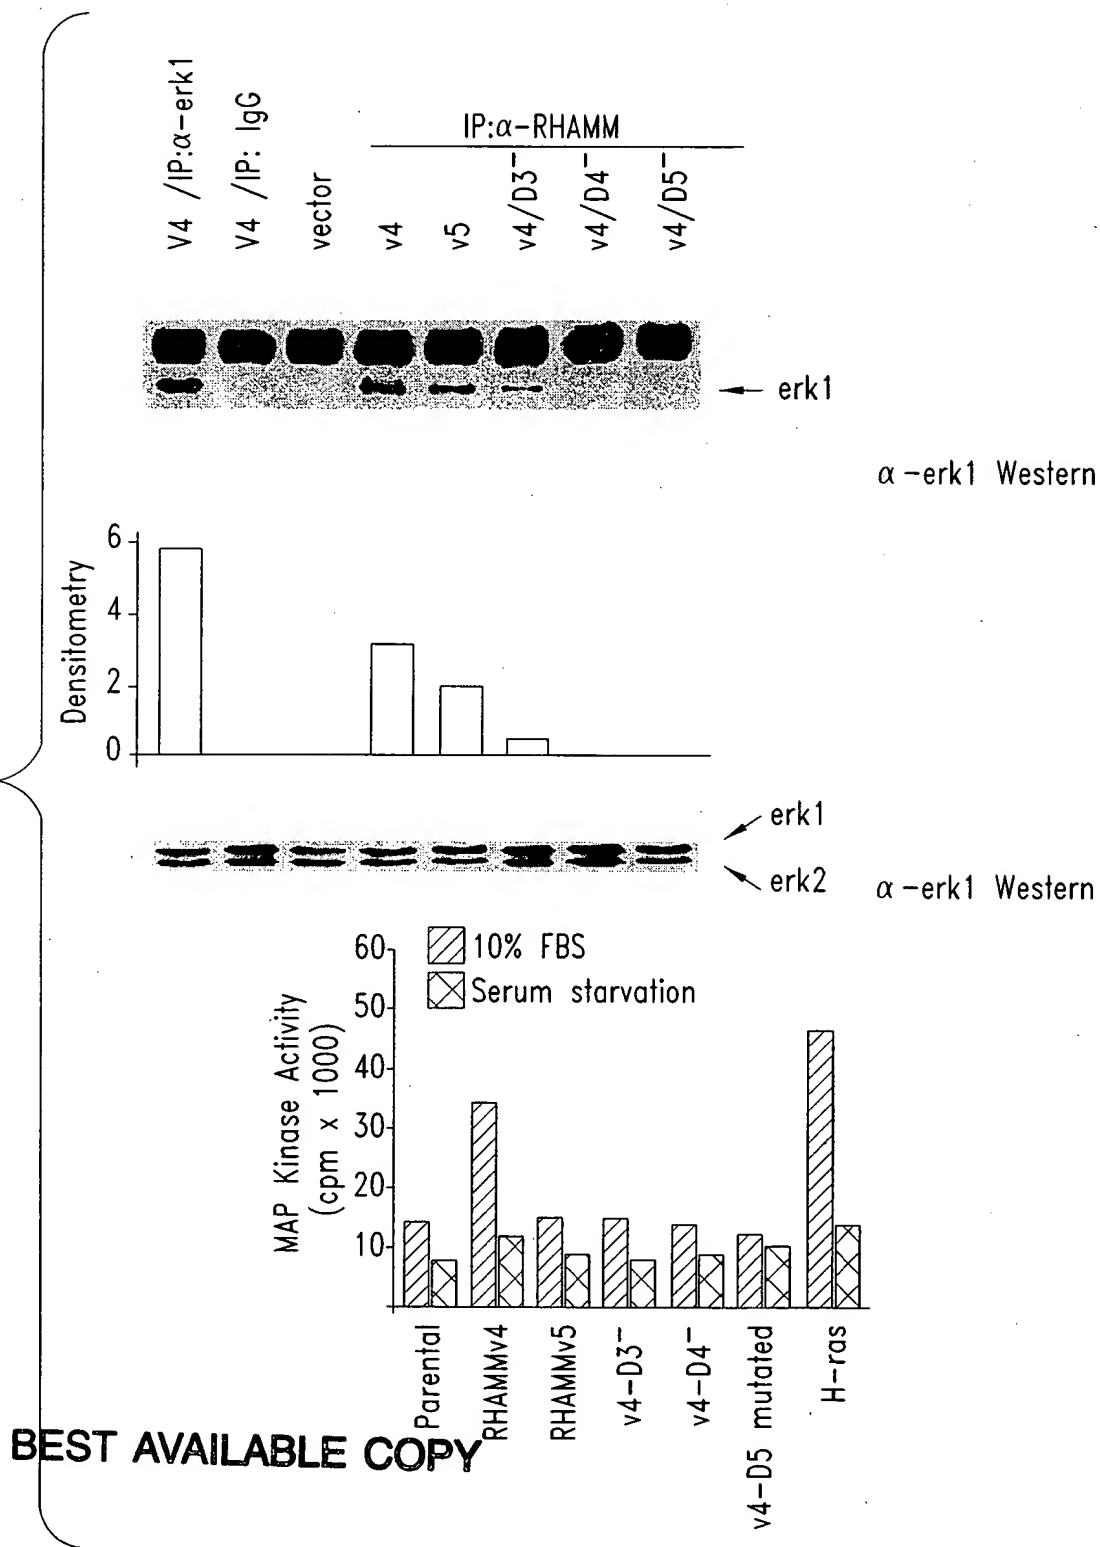 V4 /IP:α-erk1
V4 /IP: IgG
vector
IP:α-RHAMM
v4
v5
v4/D3⁻
v4/D4⁻
v4/D5⁻
erk1
α-erk1 Western
Densitometry
6
4
2
0
erk1
erk2
α-erk1 Western
10% FBS
Serum starvation
MAP Kinase Activity
(cpm x 1000)
60
50
40
30
20
10
Parental
RHAMMv4
RHAMMv5
v4-D3⁻
v4-D4⁻
v4-D5 mutated
H-ras
BEST AVAILABLE COPY